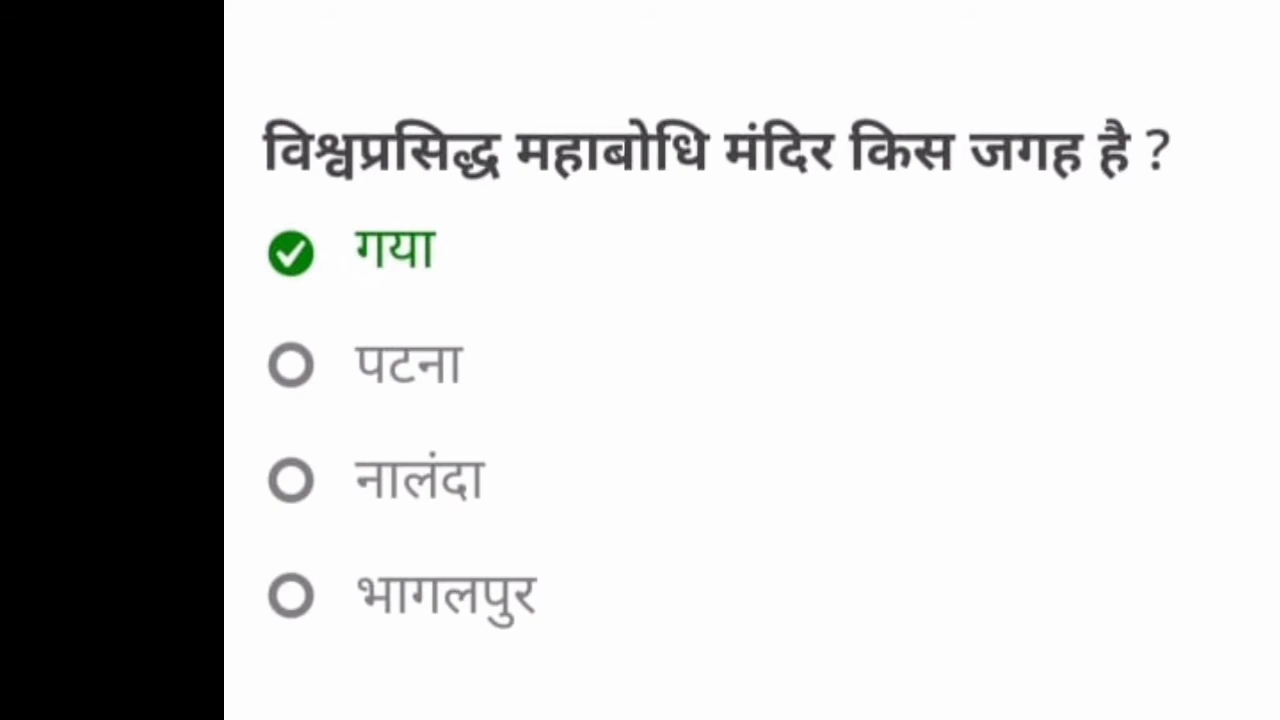 विश्वप्रसिद्ध महाबोधि मंदिर किस जगह है ?
गया
पटना
नालंदा
भागलपुर